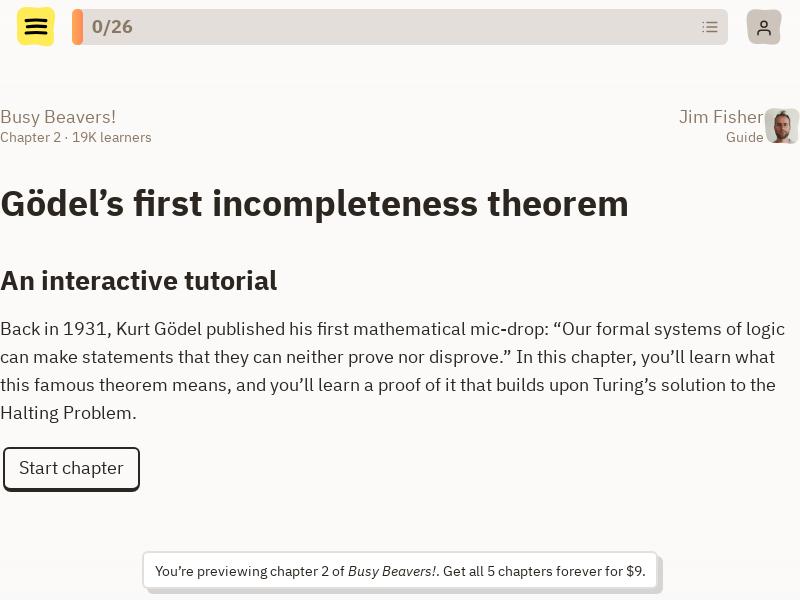 0/26
Busy Beavers!
Chapter 2 · 19K learners
Jim Fisher
Guide
Gödel’s first incompleteness theorem
An interactive tutorial
Back in 1931, Kurt Gödel published his first mathematical mic-drop: “Our formal systems of logic
can make statements that they can neither prove nor disprove.” In this chapter, you’ll learn what
this famous theorem means, and you’ll learn a proof of it that builds upon Turing’s solution to the
Halting Problem.
Start chapter
You’re previewing chapter 2 of Busy Beavers!. Get all 5 chapters forever for $9.